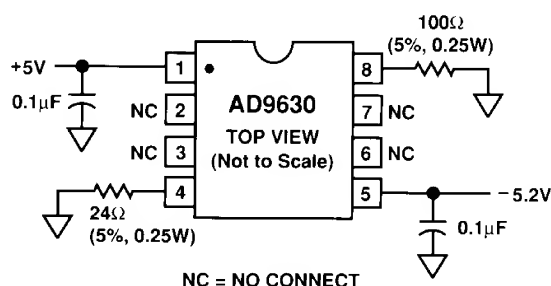 100Ω
(5%, 0.25W)
+5V
1
8
0.1μF
NC
2
AD9630
7
NC
TOP VIEW
NC
3
(Not to Scale)
6
NC
4
5
−5.2V
24Ω
(5%, 0.25W)
0.1μF
NC = NO CONNECT